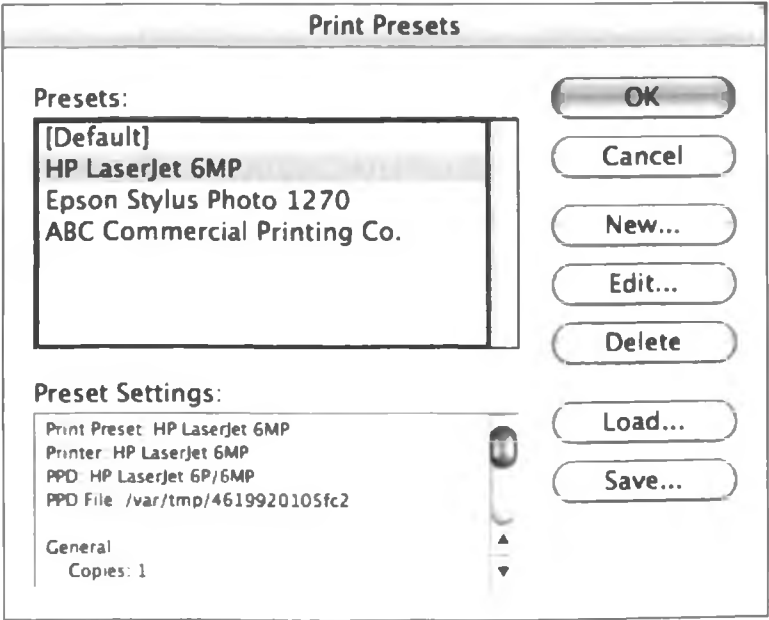 Print Presets
Presets:
[Default]
HP LaserJet 6MP
Epson Stylus Photo 1270
ABC Commercial Printing Co.
OK
Cancel
New...
Edit...
Delete
Load...
Save...
Preset Settings:
Print Preset: HP LaserJet 6MP
Printer: HP LaserJet 6MP
PPD: HP LaserJet 6P/6MP
PPD File: /var/tmp/4619920105fc2
General
Copies: 1